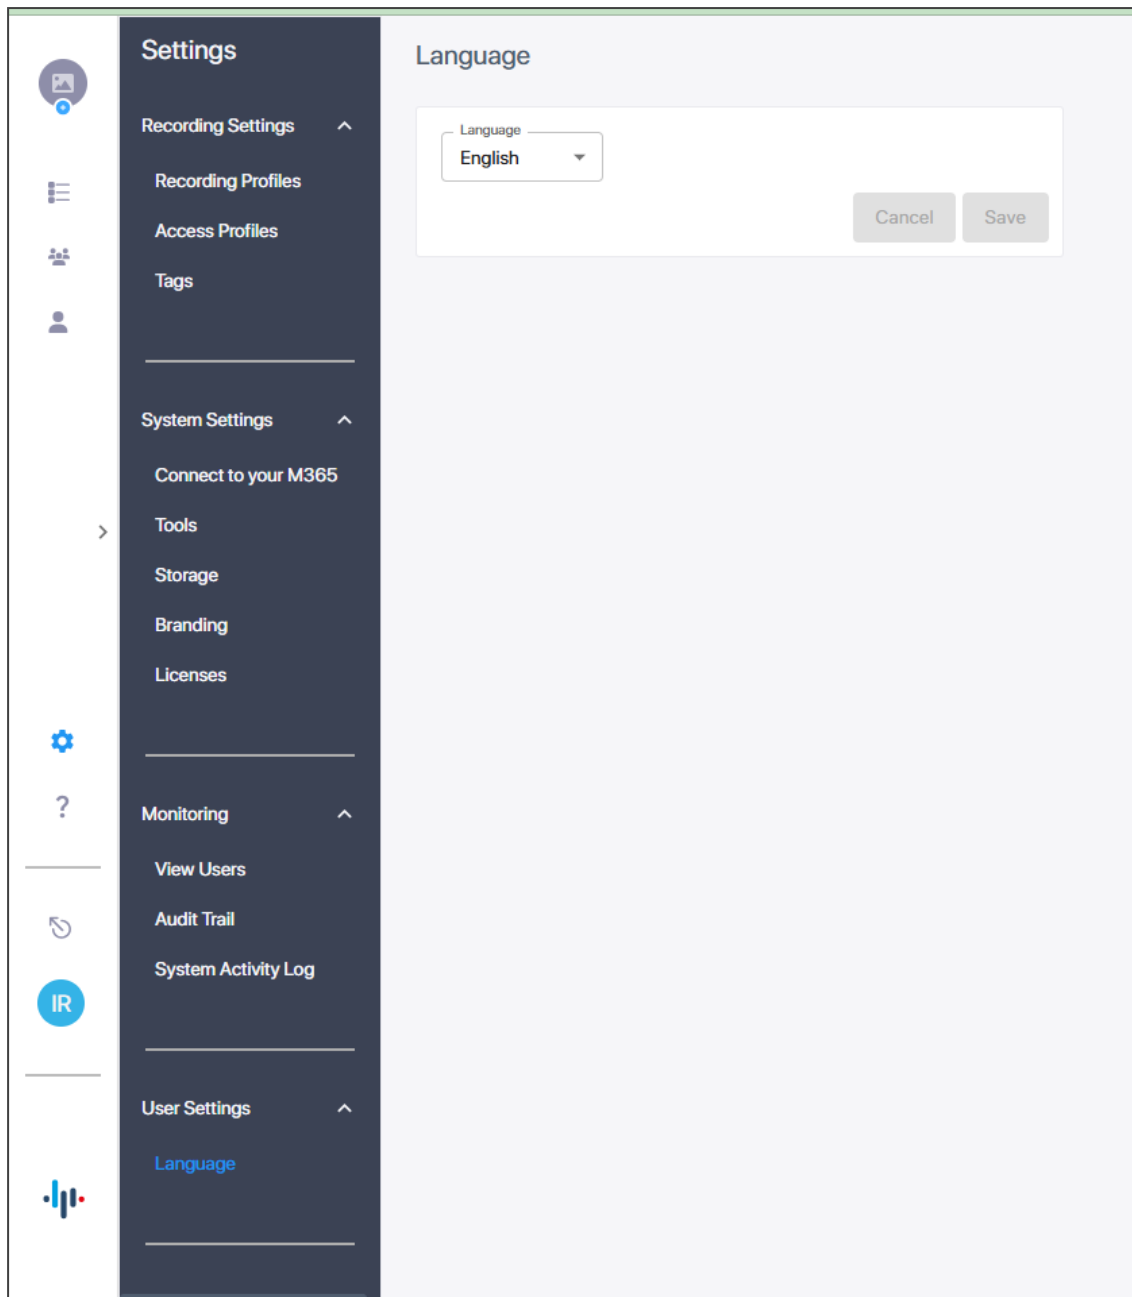 Settings
Recording Settings
Recording Profiles
Access Profiles
Tags
System Settings
Connect to your M365
Tools
Storage
Branding
Licenses
?
Monitoring
View Users
Audit Trail
System Activity Log
IR
User Settings
Language
Language
Language
English
Cancel Save